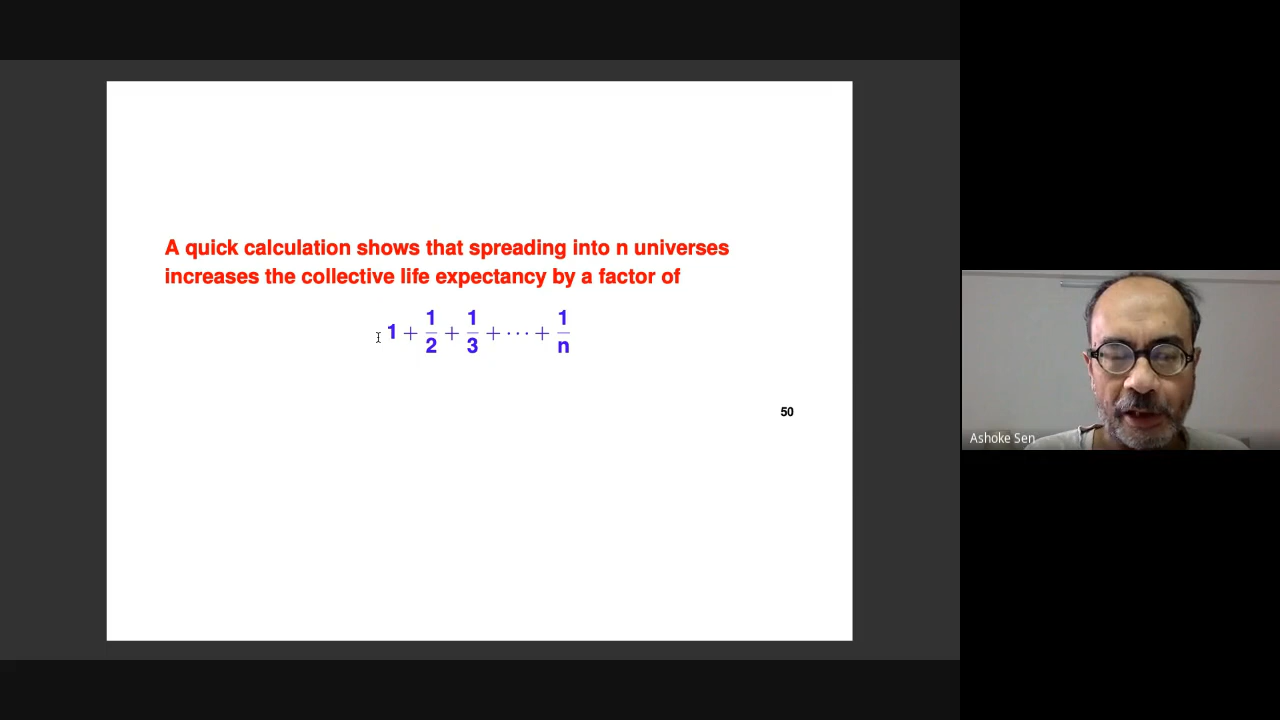 A quick calculation shows that spreading into n universes
increases the collective life expectancy by a factor of
1 + 1/2 + 1/3 + ··· + 1/n
50
Ashoke Sen